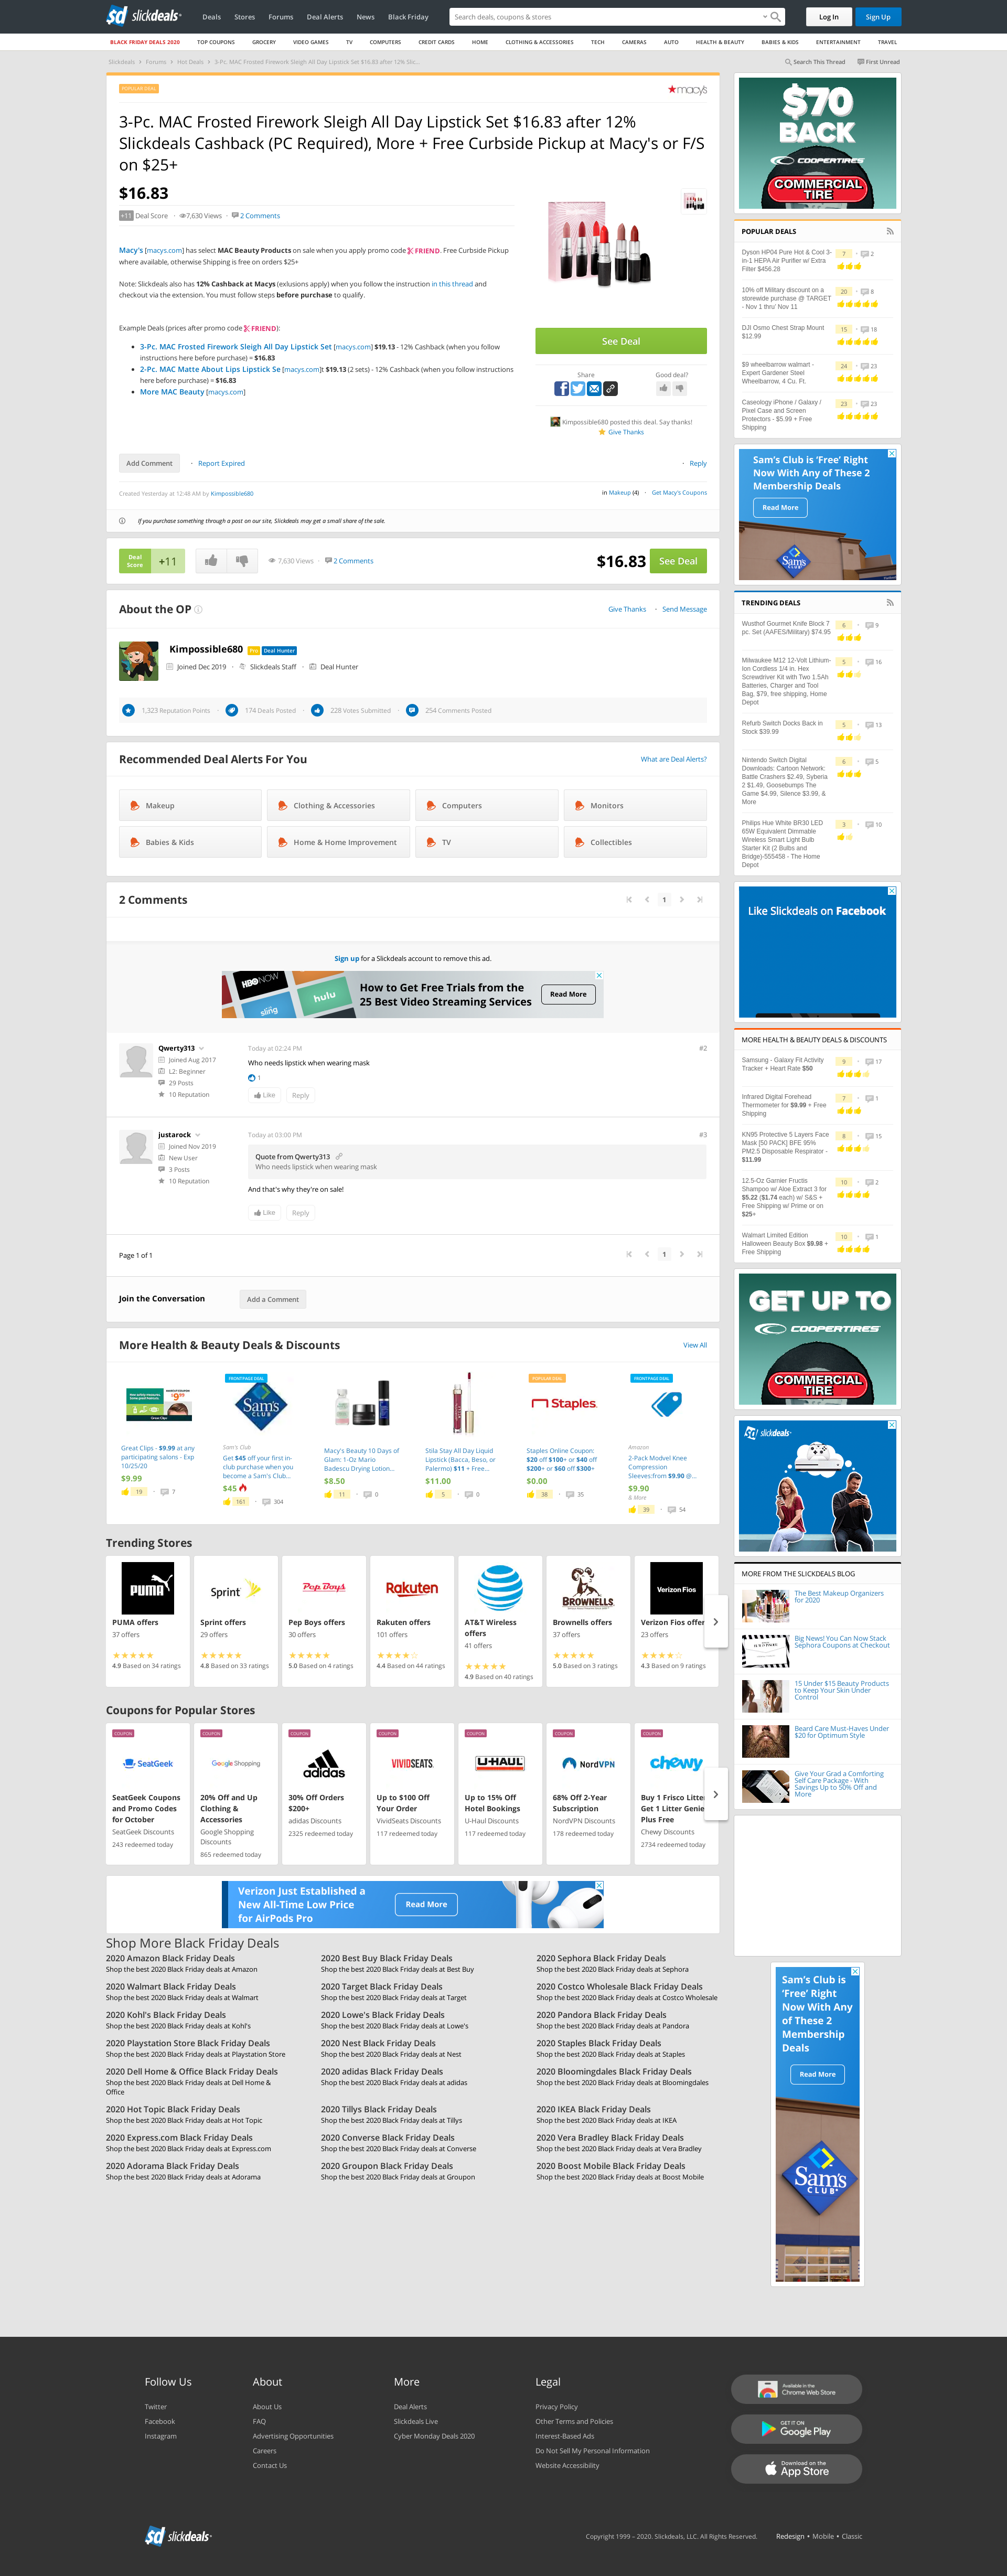 slickdeals
Deals
Stores
Forums
Deal Alerts
News
Black Friday
Search deals, coupons & stores
Log In
Sign Up
BLACK FRIDAY DEALS 2020
TOP COUPONS
GROCERY
VIDEO GAMES
TV
COMPUTERS
CREDIT CARDS
HOME
CLOTHING & ACCESSORIES
TECH
CAMERAS
AUTO
HEALTH & BEAUTY
BABIES & KIDS
ENTERTAINMENT
TRAVEL
Slickdeals
Forums
Hot Deals
3-Pc. MAC Frosted Firework Sleigh All Day Lipstick Set $16.83 after 12% Slic...
Search This Thread
First Unread
POPULAR DEAL
macy's
3-Pc. MAC Frosted Firework Sleigh All Day Lipstick Set $16.83 after 12%
Slickdeals Cashback (PC Required), More + Free Curbside Pickup at Macy's or F/S
on $25+
$16.83
+11 Deal Score
7,630 Views
2 Comments
Macy's [macys.com] has select MAC Beauty Products on sale when you apply promo code FRIEND. Free Curbside Pickup
where available, otherwise Shipping is free on orders $25+
Note: Slickdeals also has 12% Cashback at Macys (exclusions apply) when you follow the instruction in this thread and
checkout via the extension. You must follow steps before purchase to qualify.
Example Deals (prices after promo code FRIEND):
3-Pc. MAC Frosted Firework Sleigh All Day Lipstick Set [macys.com] $19.13 - 12% Cashback (when you follow
instructions here before purchase) = $16.83
2-Pc. MAC Matte About Lips Lipstick Se [macys.com]t $19.13 (2 sets) - 12% Cashback (when you follow instructions
here before purchase) = $16.83
More MAC Beauty [macys.com]
See Deal
Share
Good deal?
Kimpossible680 posted this deal. Say thanks!
Give Thanks
Add Comment
Report Expired
Reply
Created Yesterday at 12:48 AM by Kimpossible680
in Makeup (4)
Get Macy's Coupons
If you purchase something through a post on our site, Slickdeals may get a small share of the sale.
Deal
Score
+11
7,630 Views
2 Comments
$16.83
See Deal
About the OP
Give Thanks
Send Message
Kimpossible680
Pro
Deal Hunter
Joined Dec 2019
Slickdeals Staff
Deal Hunter
1,323 Reputation Points
174 Deals Posted
228 Votes Submitted
254 Comments Posted
Recommended Deal Alerts For You
What are Deal Alerts?
Makeup
Clothing & Accessories
Computers
Monitors
Babies & Kids
Home & Home Improvement
TV
Collectibles
2 Comments
1
Sign up for a Slickdeals account to remove this ad.
HBO NOW
sling
hulu
How to Get Free Trials from the
25 Best Video Streaming Services
Read More
Qwerty313
Joined Aug 2017
L2: Beginner
29 Posts
10 Reputation
Today at 02:24 PM
#2
Who needs lipstick when wearing mask
1
Like
Reply
justarock
Joined Nov 2019
New User
3 Posts
10 Reputation
Today at 03:00 PM
#3
Quote from Qwerty313
Who needs lipstick when wearing mask
And that's why they're on sale!
Like
Reply
Page 1 of 1
1
Join the Conversation
Add a Comment
More Health & Beauty Deals & Discounts
View All
Great Clips - $9.99 at any
participating salons - Exp
10/25/20
$9.99
19
7
FRONTPAGE DEAL
Sam's CLUB
Sam's Club
Get $45 off your first in-
club purchase when you
become a Sam's Club...
$45
161
304
Macy's Beauty 10 Days of
Glam: 1-Oz Mario
Badescu Drying Lotion...
$8.50
11
0
Stila Stay All Day Liquid
Lipstick (Bacca, Beso, or
Palermo) $11 + Free...
$11.00
5
0
POPULAR DEAL
Staples
Staples Online Coupon:
$20 off $100+ or $40 off
$200+ or $60 off $300+
$0.00
38
35
FRONTPAGE DEAL
Amazon
2-Pack Modvel Knee
Compression
Sleeves:from $9.90 @...
$9.90
& More
39
54
Trending Stores
PUMA
PUMA offers
37 offers
4.9 Based on 34 ratings
Sprint
Sprint offers
29 offers
4.8 Based on 33 ratings
Pep Boys
Pep Boys offers
30 offers
5.0 Based on 4 ratings
Rakuten
Rakuten offers
101 offers
4.4 Based on 44 ratings
AT&T Wireless
offers
41 offers
4.9 Based on 40 ratings
BROWNELLS
Brownells offers
37 offers
5.0 Based on 3 ratings
Verizon Fios
Verizon Fios offer
23 offers
4.3 Based on 9 ratings
Coupons for Popular Stores
COUPON
SeatGeek
SeatGeek Coupons
and Promo Codes
for October
SeatGeek Discounts
243 redeemed today
COUPON
Google Shopping
20% Off and Up
Clothing &
Accessories
Google Shopping
Discounts
865 redeemed today
COUPON
adidas
30% Off Orders
$200+
adidas Discounts
2325 redeemed today
COUPON
VIVIDSEATS
Up to $100 Off
Your Order
VividSeats Discounts
117 redeemed today
COUPON
U-HAUL
Up to 15% Off
Hotel Bookings
U-Haul Discounts
117 redeemed today
COUPON
NordVPN
68% Off 2-Year
Subscription
NordVPN Discounts
178 redeemed today
COUPON
chewy
Buy 1 Frisco Litter
Get 1 Litter Genie
Plus Free
Chewy Discounts
2734 redeemed today
Verizon Just Established a
New All-Time Low Price
for AirPods Pro
Read More
Shop More Black Friday Deals
2020 Amazon Black Friday Deals
Shop the best 2020 Black Friday deals at Amazon
2020 Best Buy Black Friday Deals
Shop the best 2020 Black Friday deals at Best Buy
2020 Sephora Black Friday Deals
Shop the best 2020 Black Friday deals at Sephora
2020 Walmart Black Friday Deals
Shop the best 2020 Black Friday deals at Walmart
2020 Target Black Friday Deals
Shop the best 2020 Black Friday deals at Target
2020 Costco Wholesale Black Friday Deals
Shop the best 2020 Black Friday deals at Costco Wholesale
2020 Kohl's Black Friday Deals
Shop the best 2020 Black Friday deals at Kohl's
2020 Lowe's Black Friday Deals
Shop the best 2020 Black Friday deals at Lowe's
2020 Pandora Black Friday Deals
Shop the best 2020 Black Friday deals at Pandora
2020 Playstation Store Black Friday Deals
Shop the best 2020 Black Friday deals at Playstation Store
2020 Nest Black Friday Deals
Shop the best 2020 Black Friday deals at Nest
2020 Staples Black Friday Deals
Shop the best 2020 Black Friday deals at Staples
2020 Dell Home & Office Black Friday Deals
Shop the best 2020 Black Friday deals at Dell Home &
Office
2020 adidas Black Friday Deals
Shop the best 2020 Black Friday deals at adidas
2020 Bloomingdales Black Friday Deals
Shop the best 2020 Black Friday deals at Bloomingdales
2020 Hot Topic Black Friday Deals
Shop the best 2020 Black Friday deals at Hot Topic
2020 Tillys Black Friday Deals
Shop the best 2020 Black Friday deals at Tillys
2020 IKEA Black Friday Deals
Shop the best 2020 Black Friday deals at IKEA
2020 Express.com Black Friday Deals
Shop the best 2020 Black Friday deals at Express.com
2020 Converse Black Friday Deals
Shop the best 2020 Black Friday deals at Converse
2020 Vera Bradley Black Friday Deals
Shop the best 2020 Black Friday deals at Vera Bradley
2020 Adorama Black Friday Deals
Shop the best 2020 Black Friday deals at Adorama
2020 Groupon Black Friday Deals
Shop the best 2020 Black Friday deals at Groupon
2020 Boost Mobile Black Friday Deals
Shop the best 2020 Black Friday deals at Boost Mobile
$70
BACK
COOPERTIRES
COMMERCIAL
TIRE
POPULAR DEALS
Dyson HP04 Pure Hot & Cool 3-
in-1 HEPA Air Purifier w/ Extra
Filter $456.28
7
2
10% off Military discount on a
storewide purchase @ TARGET
- Nov 1 thru' Nov 11
20
8
DJI Osmo Chest Strap Mount
$12.99
15
18
$9 wheelbarrow walmart -
Expert Gardener Steel
Wheelbarrow, 4 Cu. Ft.
24
23
Caseology iPhone / Galaxy /
Pixel Case and Screen
Protectors - $5.99 + Free
Shipping
23
23
Sam's Club is 'Free' Right
Now With Any of These 2
Membership Deals
Read More
TRENDING DEALS
Wusthof Gourmet Knife Block 7
pc. Set (AAFES/Military) $74.95
6
9
Milwaukee M12 12-Volt Lithium-
Ion Cordless 1/4 in. Hex
Screwdriver Kit with Two 1.5Ah
Batteries, Charger and Tool
Bag, $79, free shipping, Home
Depot
5
16
Refurb Switch Docks Back in
Stock $39.99
5
13
Nintendo Switch Digital
Downloads: Cartoon Network:
Battle Crashers $2.49, Syberia
2 $1.49, Goosebumps The
Game $4.99, Silence $3.99, &
More
6
5
Philips Hue White BR30 LED
65W Equivalent Dimmable
Wireless Smart Light Bulb
Starter Kit (2 Bulbs and
Bridge)-555458 - The Home
Depot
3
10
Like Slickdeals on Facebook
MORE HEALTH & BEAUTY DEALS & DISCOUNTS
Samsung - Galaxy Fit Activity
Tracker + Heart Rate $50
9
17
Infrared Digital Forehead
Thermometer for $9.99 + Free
Shipping
7
1
KN95 Protective 5 Layers Face
Mask [50 PACK] BFE 95%
PM2.5 Disposable Respirator -
$11.99
8
15
12.5-Oz Garnier Fructis
Shampoo w/ Aloe Extract 3 for
$5.22 ($1.74 each) w/ S&S +
Free Shipping w/ Prime or on
$25+
10
2
Walmart Limited Edition
Halloween Beauty Box $9.98 +
Free Shipping
10
1
GET UP TO
COOPERTIRES
COMMERCIAL
TIRE
slickdeals
MORE FROM THE SLICKDEALS BLOG
The Best Makeup Organizers
for 2020
Big News! You Can Now Stack
Sephora Coupons at Checkout
15 Under $15 Beauty Products
to Keep Your Skin Under
Control
Beard Care Must-Haves Under
$20 for Optimum Style
Give Your Grad a Comforting
Self Care Package - With
Savings Up to 50% Off and
More
Sam's Club is
'Free' Right
Now With Any
of These 2
Membership
Deals
Read More
Sam's
CLUB
Follow Us
Twitter
Facebook
Instagram
About
About Us
FAQ
Advertising Opportunities
Careers
Contact Us
More
Deal Alerts
Slickdeals Live
Cyber Monday Deals 2020
Legal
Privacy Policy
Other Terms and Policies
Interest-Based Ads
Do Not Sell My Personal Information
Website Accessibility
Available in the
Chrome Web Store
GET IT ON
Google Play
Download on the
App Store
slickdeals
Copyright 1999 – 2020. Slickdeals, LLC. All Rights Reserved.
Redesign • Mobile • Classic